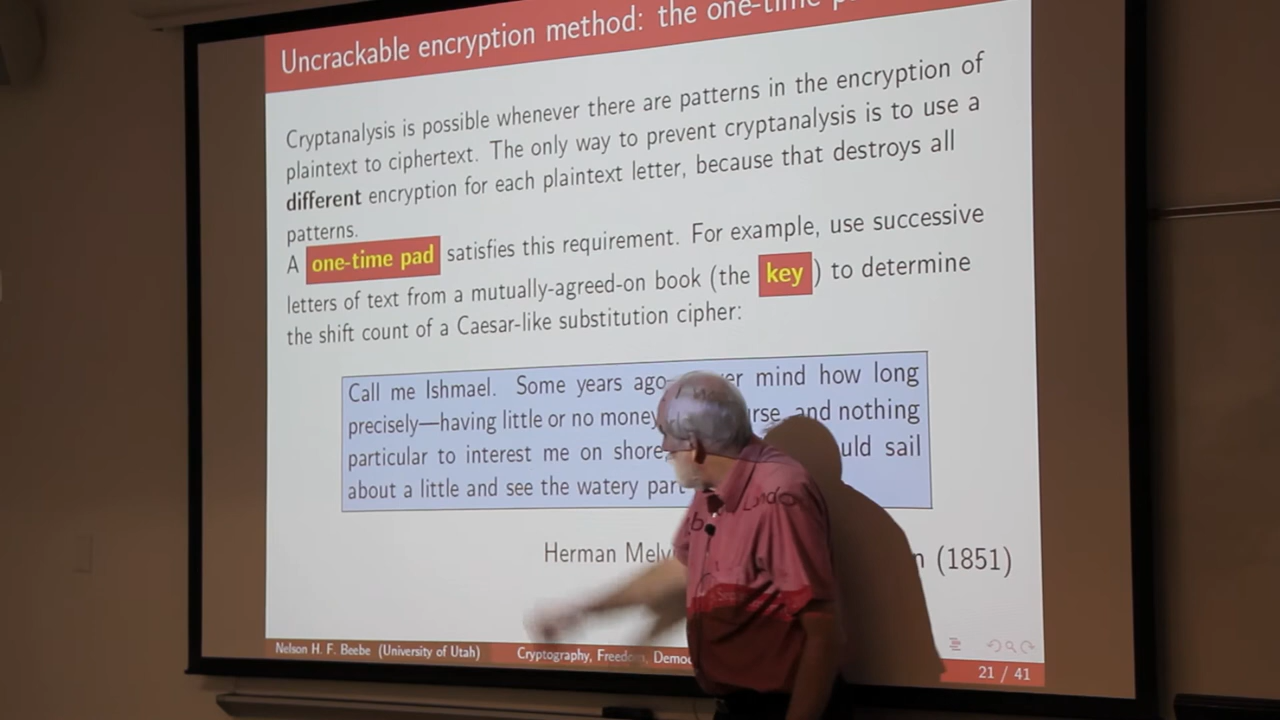 Uncrackable encryption method: the one-time
Cryptanalysis is possible whenever there are patterns in the encryption of
plaintext to ciphertext. The only way to prevent cryptanalysis is to use a
different encryption for each plaintext letter, because that destroys all
patterns.
A one-time pad satisfies this requirement. For example, use successive
letters of text from a mutually-agreed-on book (the key) to determine
the shift count of a Caesar-like substitution cipher:
Call me Ishmael. Some years ago mind how long
precisely—having little or no money and nothing
particular to interest me on shore sail
about a little and see the watery part
Herman (1851)
Nelson H. F. Beebe (University of Utah) Cryptography, Freedom, 21 / 41